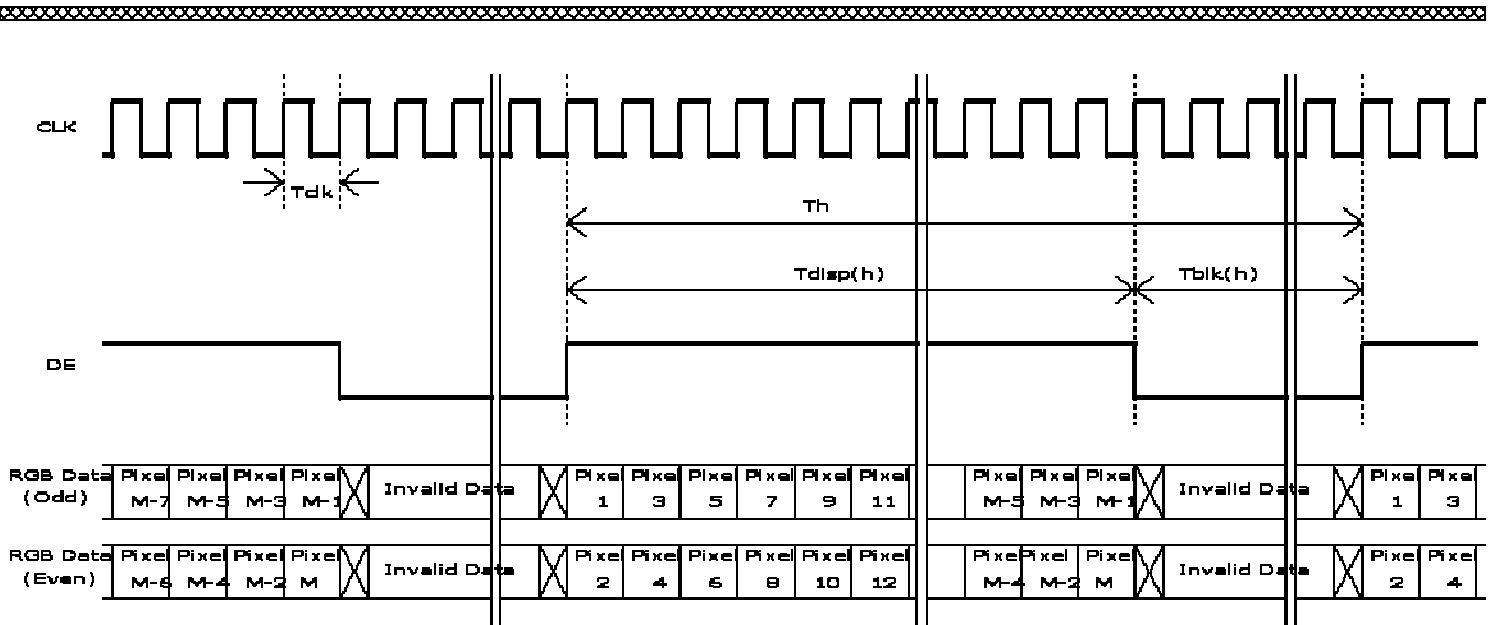 CLK
Tclk
Th
Tdisp(h) Tblk(h)
DE
RGB Data Pixel Pixel Pixel Pixel Invalid Data Pixel Pixel Pixel Pixel Pixel Pixel Pixel Pixel Pixel Invalid Data Pixel Pixel
(Odd) M-7 M-5 M-3 M-1 1 3 5 7 9 11 M-5 M-3 M-1 1 3
RGB Data Pixel Pixel Pixel Pixel Invalid Data Pixel Pixel Pixel Pixel Pixel Pixel Pixel Pixel Pixel Invalid Data Pixel Pixel
(Even) M-6 M-4 M-2 M 2 4 6 8 10 12 M-4 M-2 M 2 4